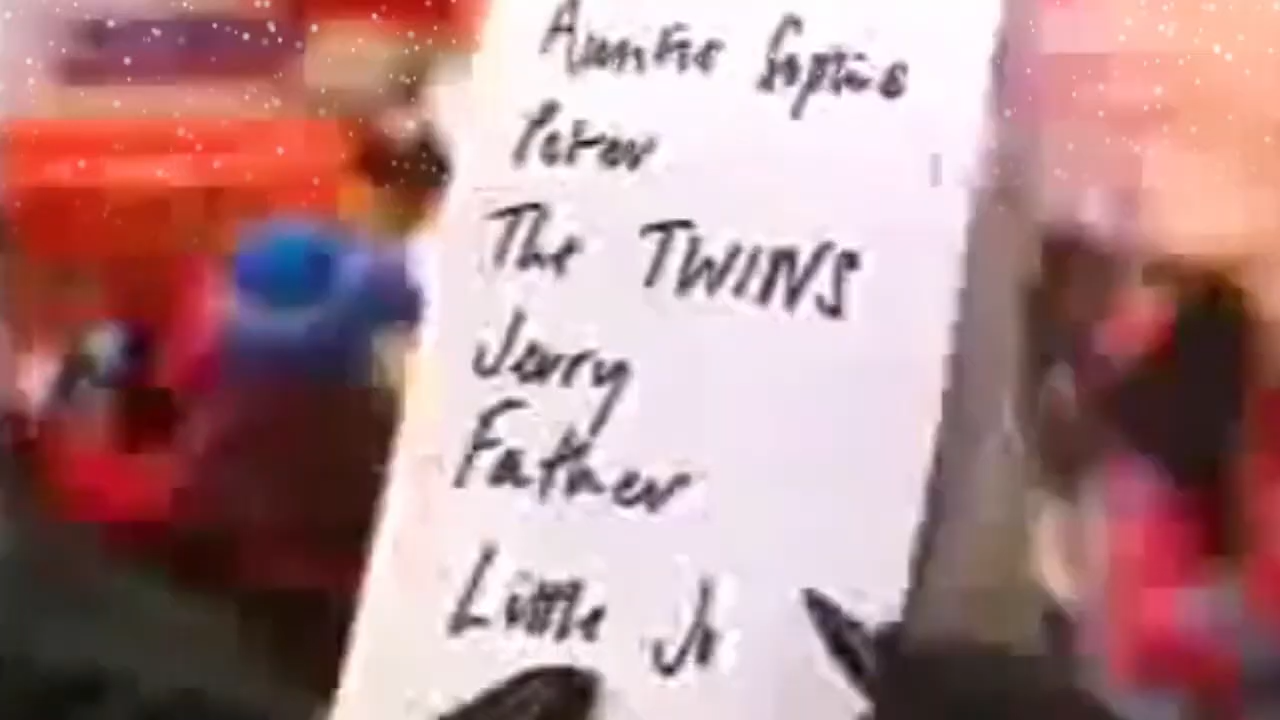 Auntie Sophie
Peter
The TWINS
Jerry
Father
Little Jr